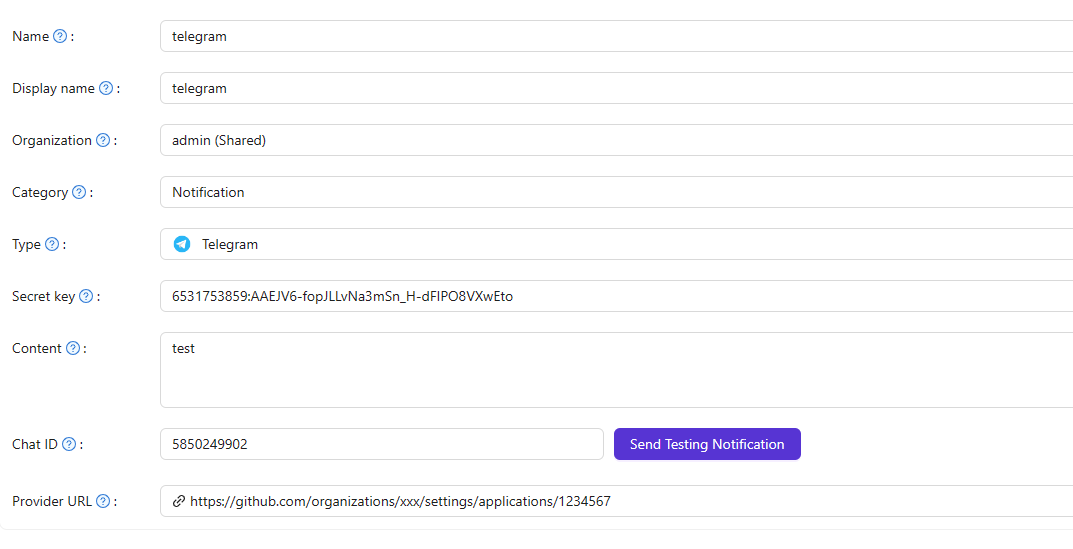 Name ? :
telegram
Display name ? :
telegram
Organization ? :
admin (Shared)
Category ? :
Notification
Type ? :
Telegram
Secret key ? :
6531753859:AAEJV6-fopJLLvNa3mSn_H-dFIPO8VXwEto
Content ? :
test
Chat ID ? :
5850249902
Send Testing Notification
Provider URL ? :
https://github.com/organizations/xxx/settings/applications/1234567